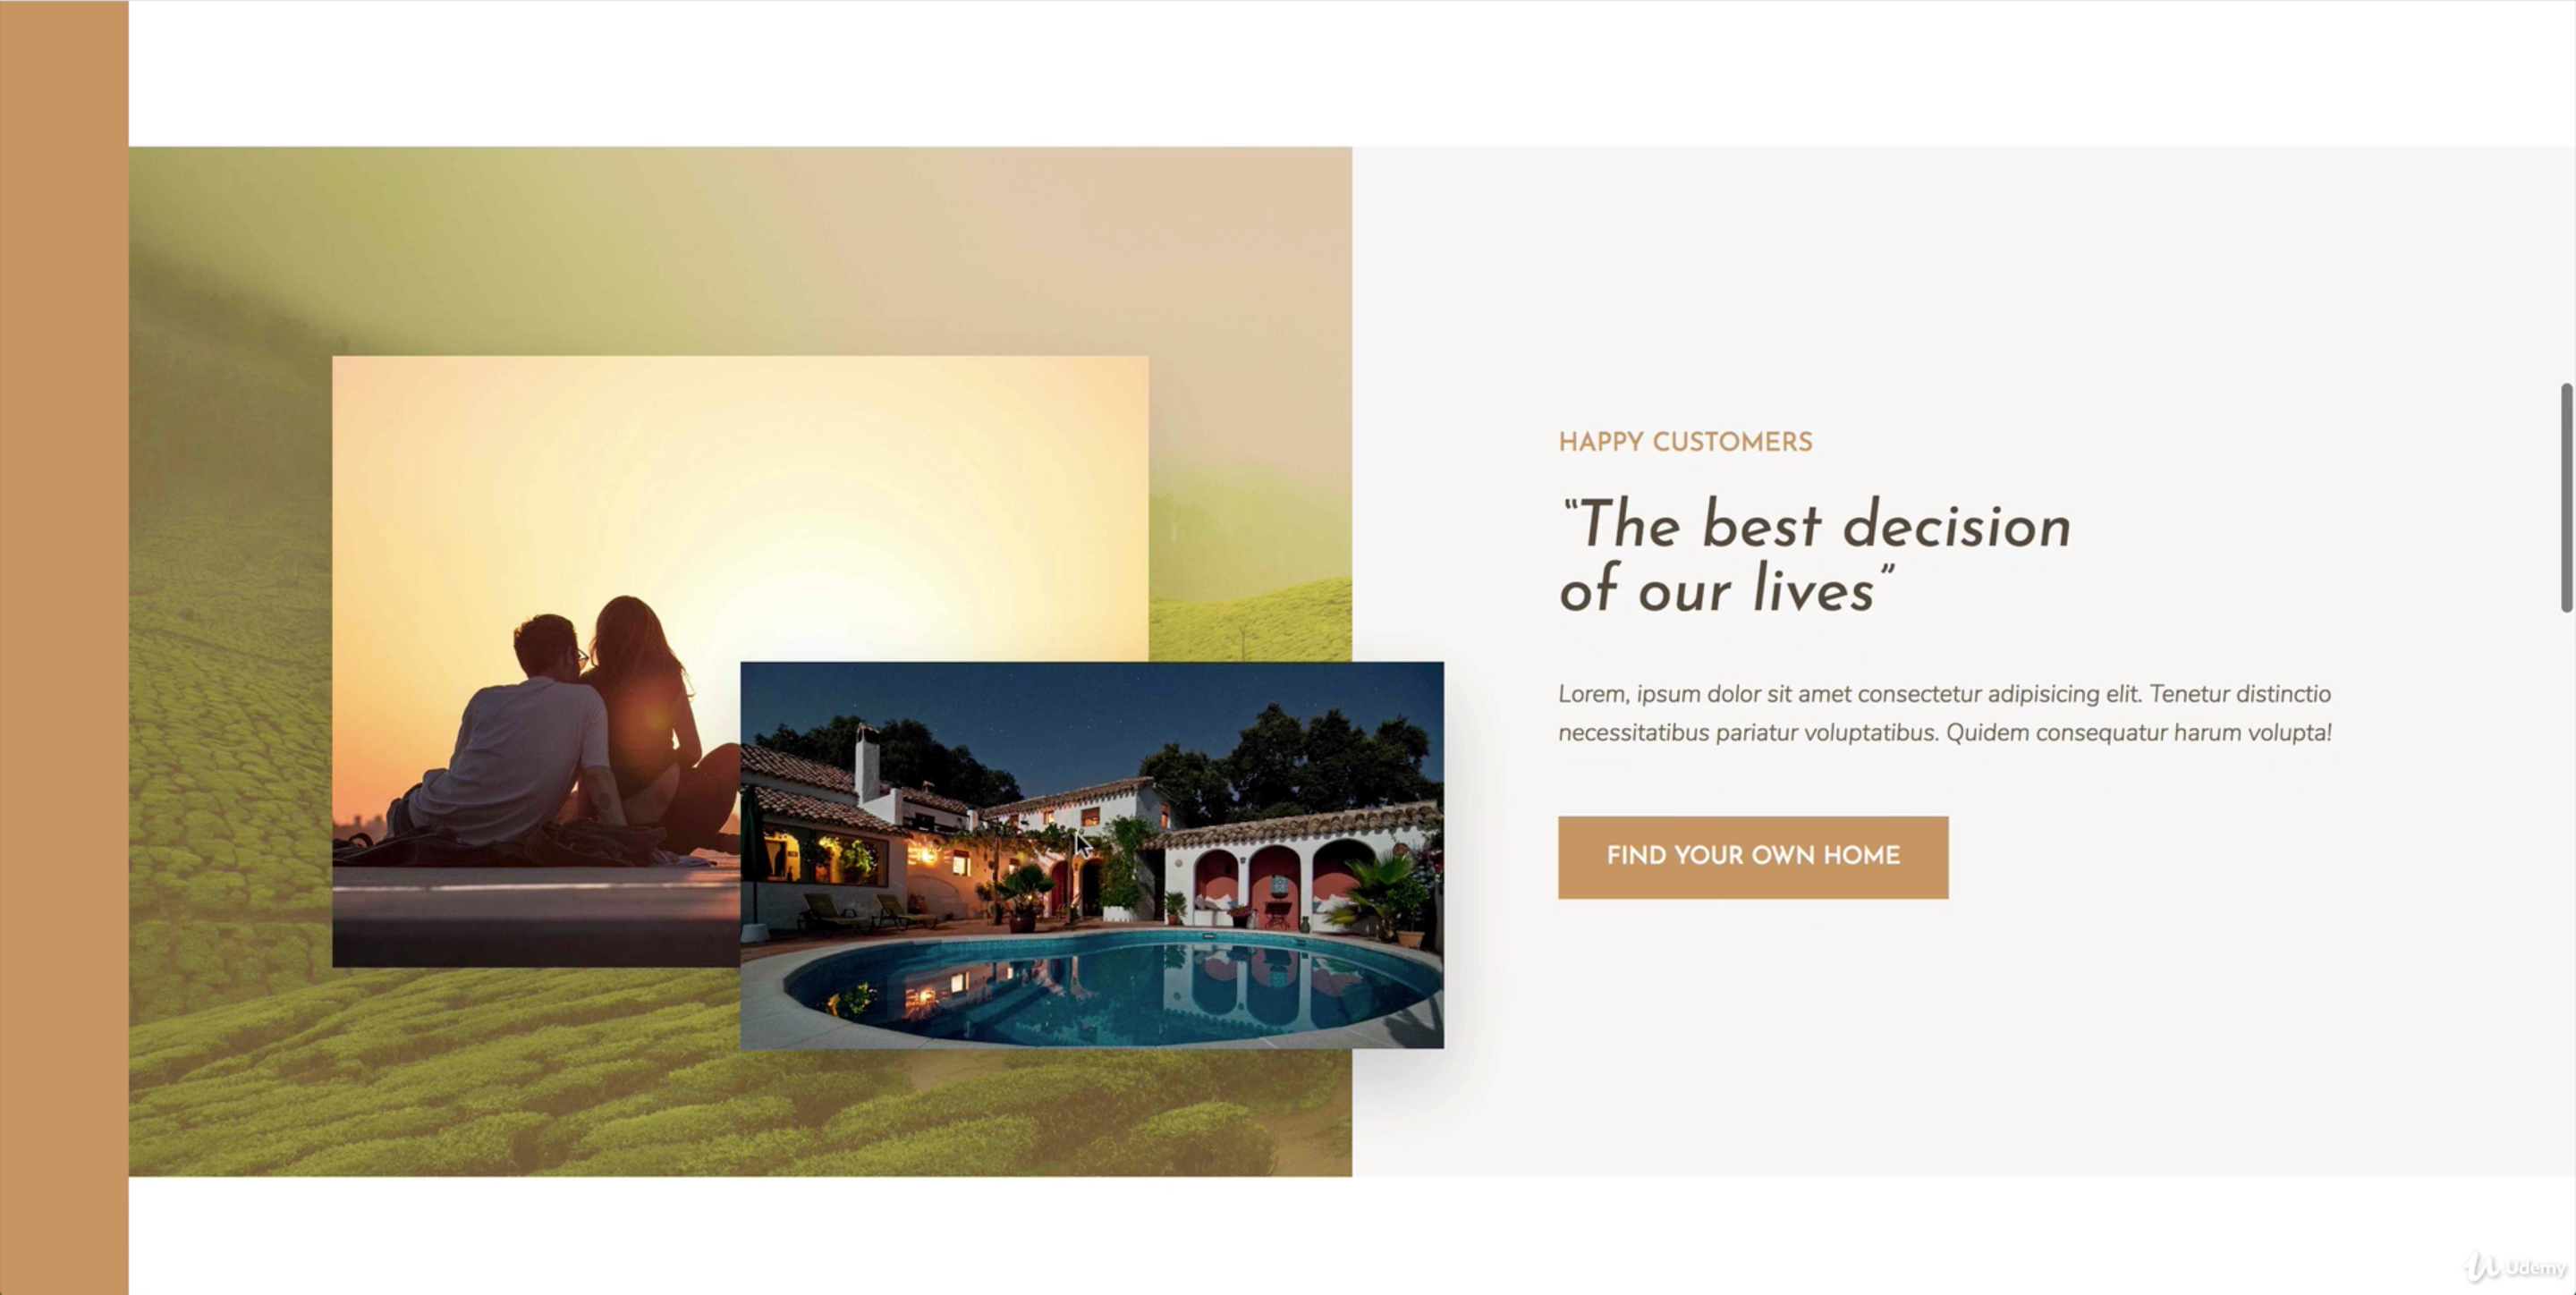 HAPPY CUSTOMERS
“The best decision
of our lives”
Lorem, ipsum dolor sit amet consectetur adipisicing elit. Tenetur distinctio
necessitatibus pariatur voluptatibus. Quidem consequatur harum volupta!
FIND YOUR OWN HOME
Udemy